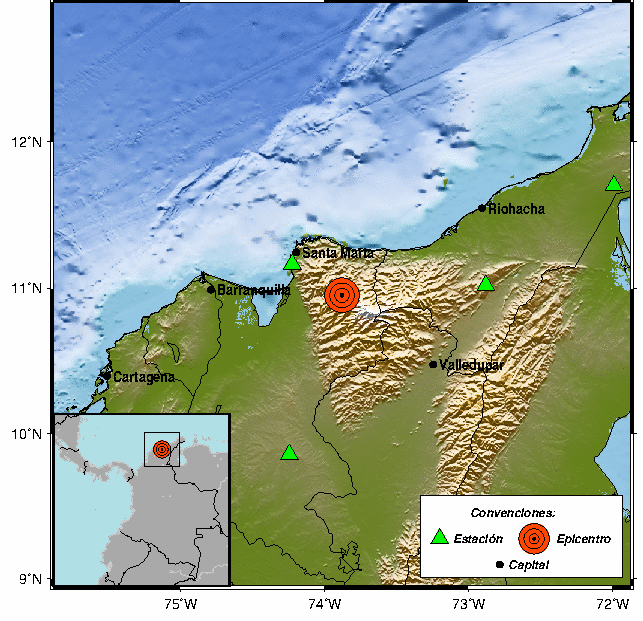 12°N
Riohacha
Santa Marta
11°N
Barranquilla
Valledupar
Cartagena
10°N
Convenciones:
Estación
Epicentro
Capital
9°N
75°W
74°W
73°W
72°W